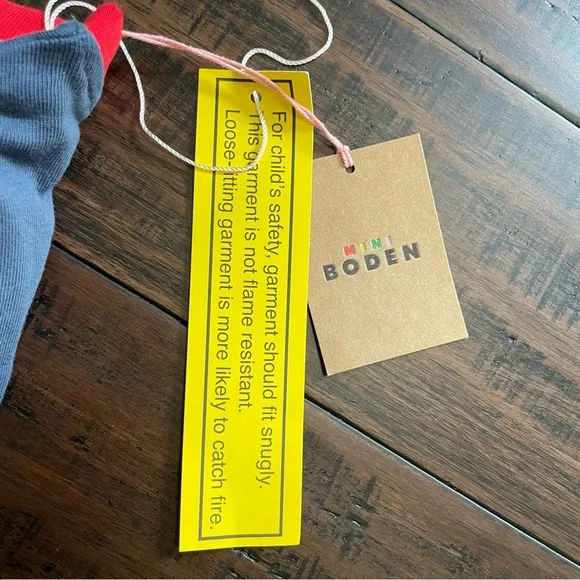 For child's safety, garment should fit snugly.
This garment is not flame resistant.
Loose-fitting garment is more likely to catch fire.
MINI
BODEN